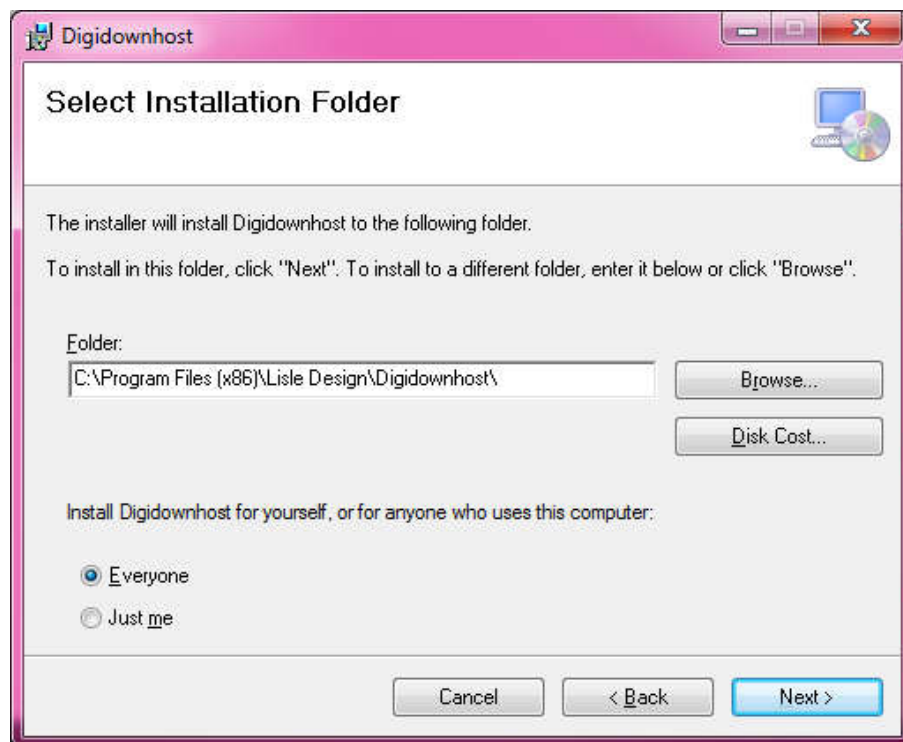 Digidownhost
Select Installation Folder
The installer will install Digidownhost to the following folder.
To install in this folder, click "Next". To install to a different folder, enter it below or click "Browse".
Folder:
C:\Program Files (x86)\Lisle Design\Digidownhost\
Browse...
Disk Cost...
Install Digidownhost for yourself, or for anyone who uses this computer:
Everyone
Just me
Cancel
< Back
Next >